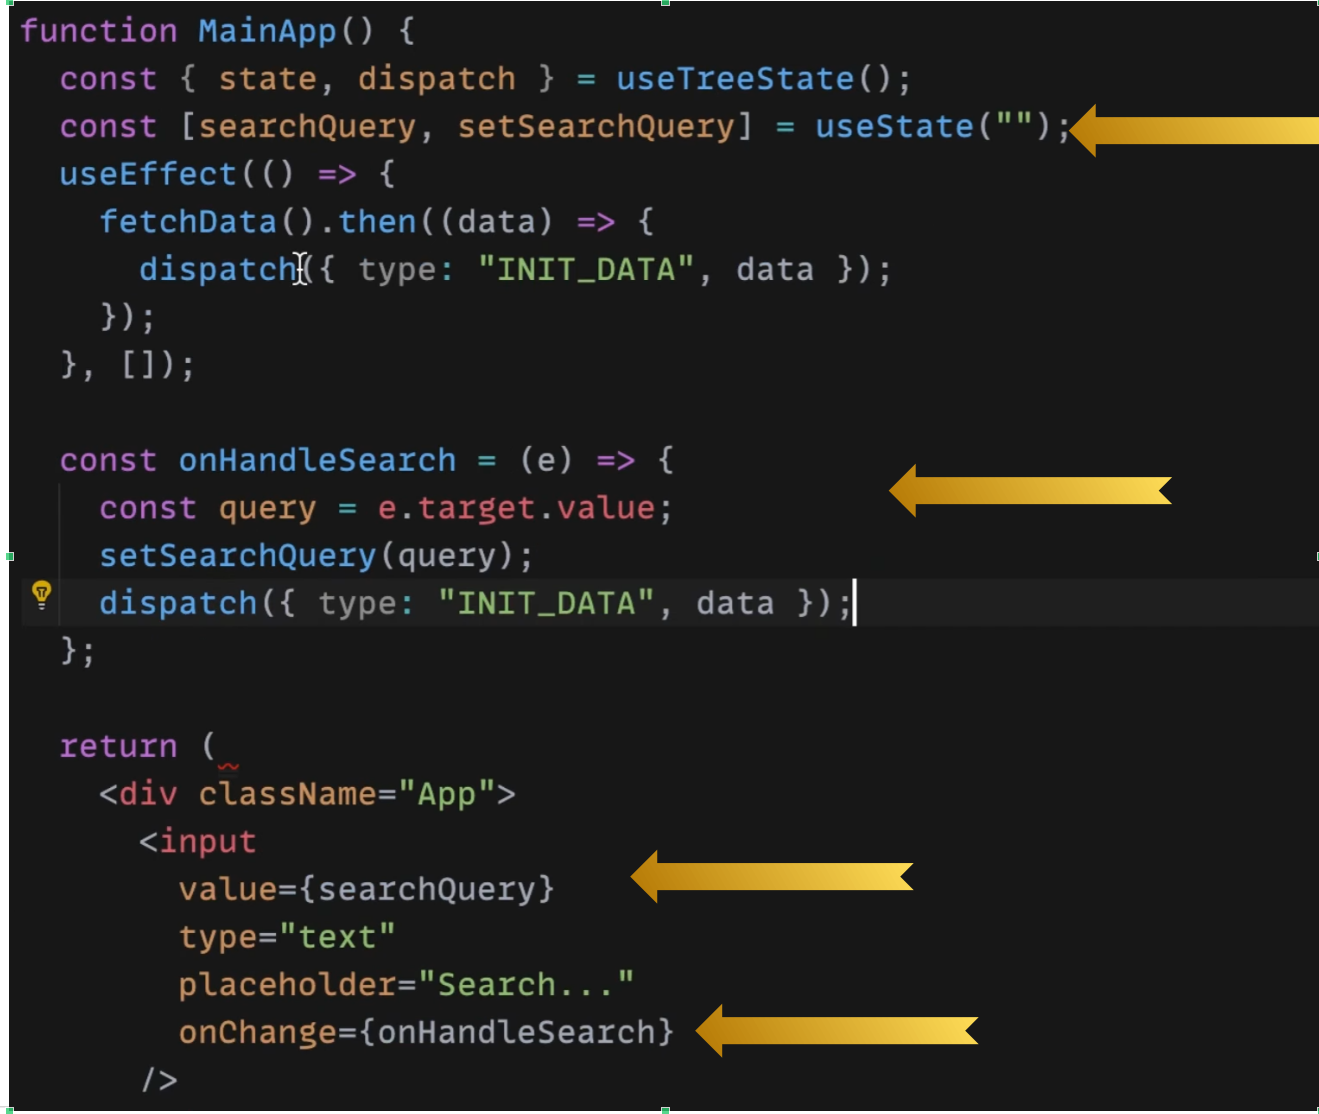 function MainApp() {
const { state, dispatch } = useTreeState();
const [searchQuery, setSearchQuery] = useState("");
useEffect(() => {
fetchData().then((data) => {
dispatch({ type: "INIT_DATA", data });
});
}, []);
const onHandleSearch = (e) => {
const query = e.target.value;
setSearchQuery(query);
dispatch({ type: "INIT_DATA", data });
};
return (
<div className="App">
<input
value={searchQuery}
type="text"
placeholder="Search..."
onChange={onHandleSearch}
/>